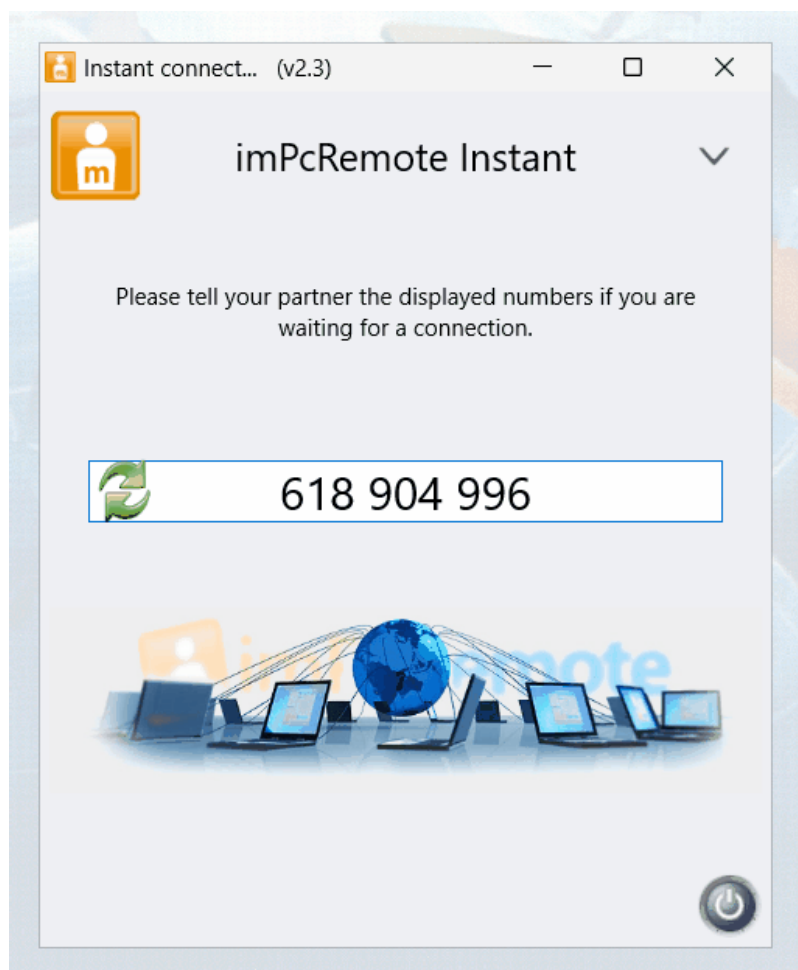 Instant connect... (v2.3)
m
imPcRemote Instant
Please tell your partner the displayed numbers if you are
waiting for a connection.
618 904 996